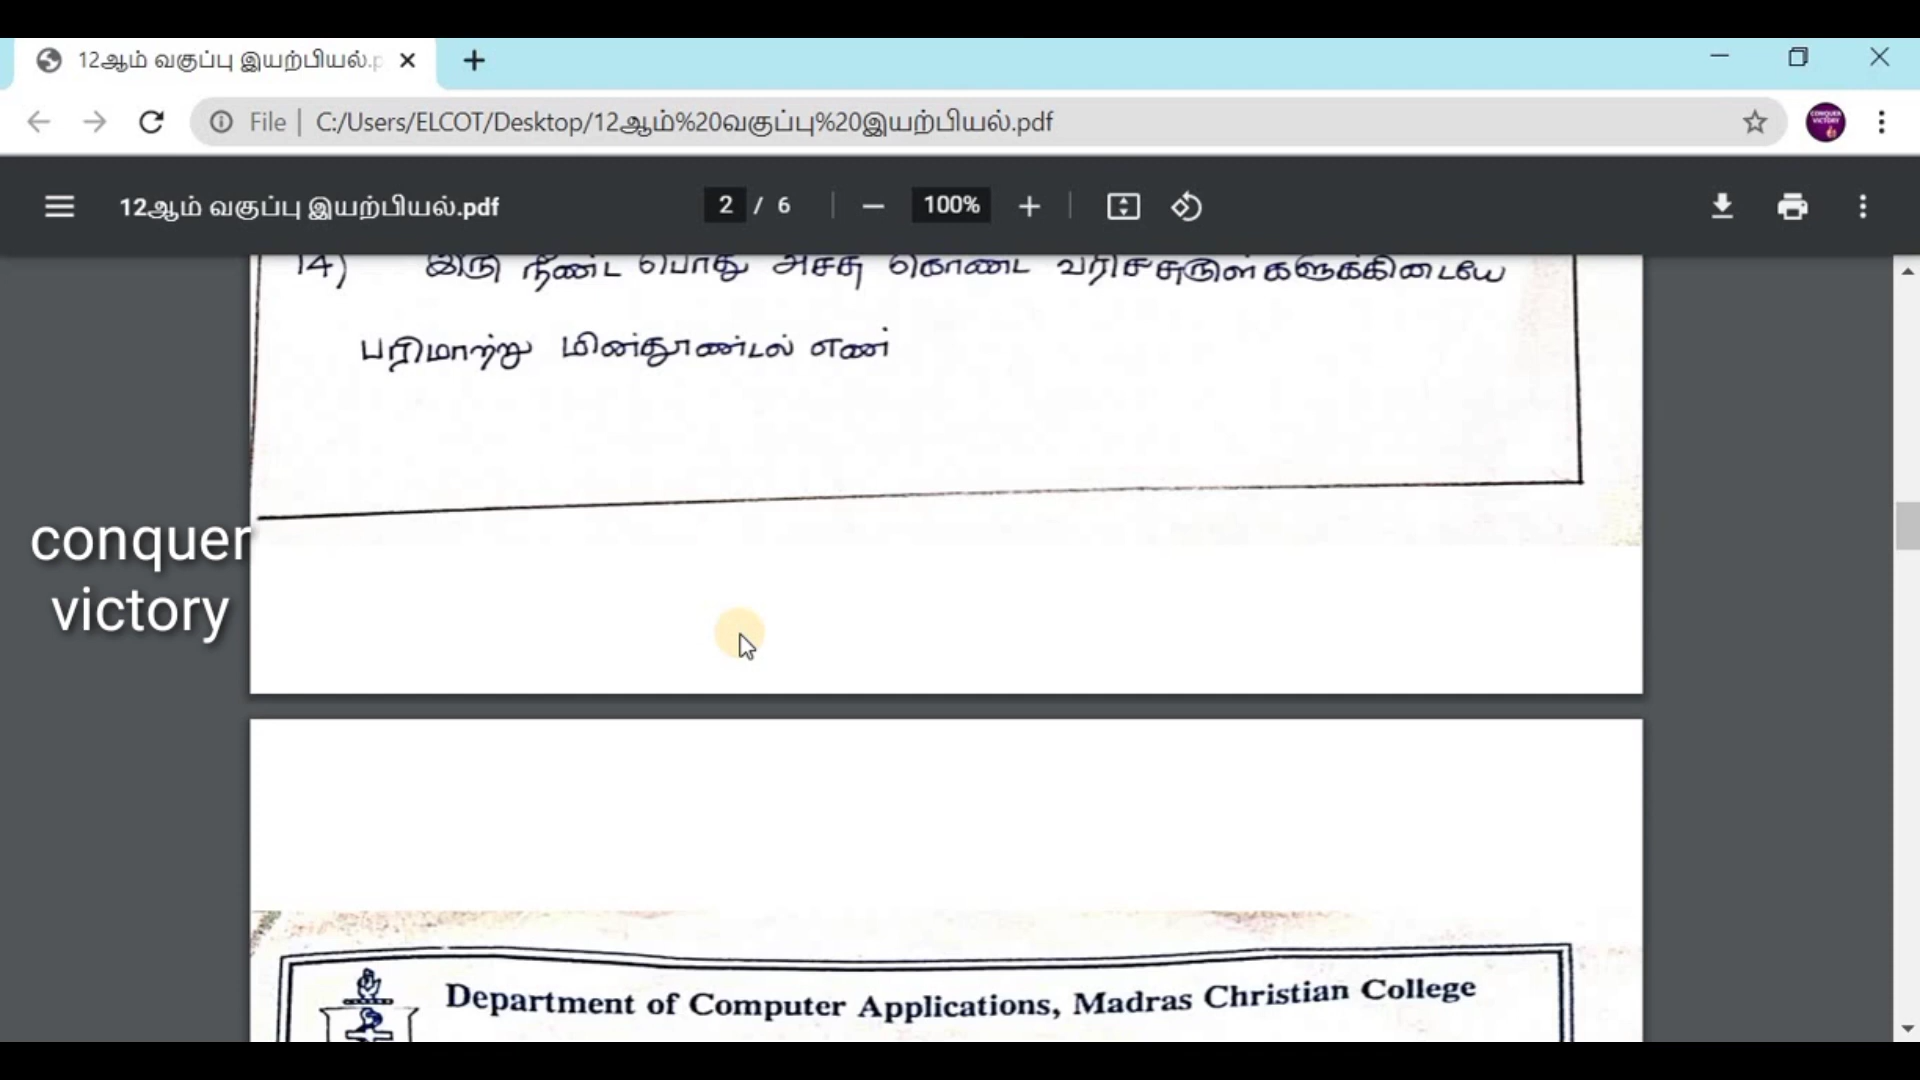 12ஆம் வகுப்பு இயற்பியல்.p
File | C:/Users/ELCOT/Desktop/12ஆம்%20வகுப்பு%20இயற்பியல்.pdf
CONQUER VICTORY
12ஆம் வகுப்பு இயற்பியல்.pdf
2 / 6
100%
14) இரு நீண்ட பொது அச்சு கொண்ட வரிச்சுருள்களுக்கிடையே
பரிமாற்று மின்தூண்டல் எண்
conquer
victory
Department of Computer Applications, Madras Christian College